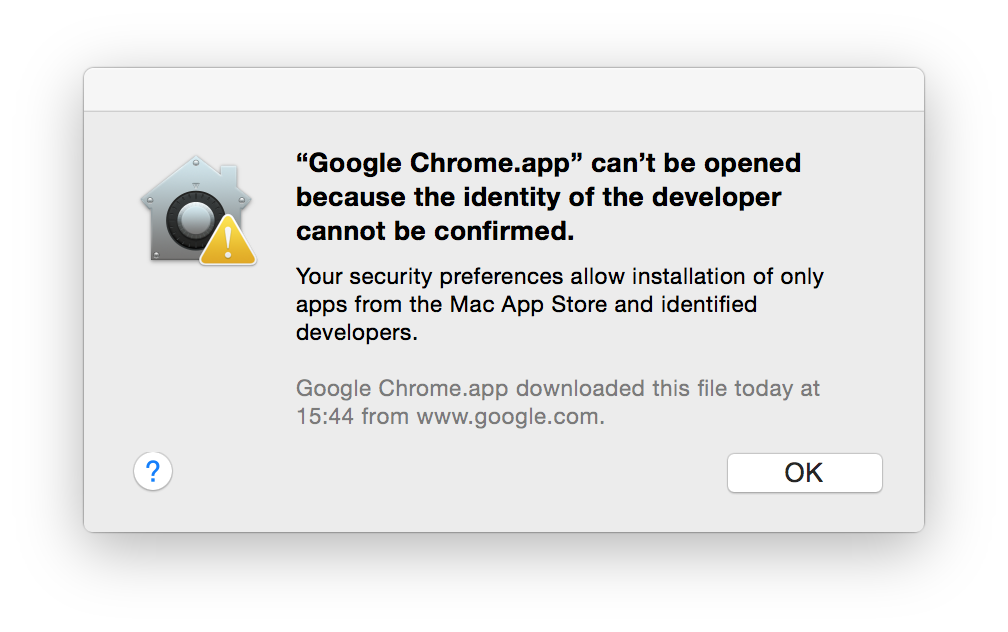 “Google Chrome.app” can’t be opened
because the identity of the developer
cannot be confirmed.
Your security preferences allow installation of only
apps from the Mac App Store and identified
developers.
Google Chrome.app downloaded this file today at
15:44 from www.google.com.
?
OK